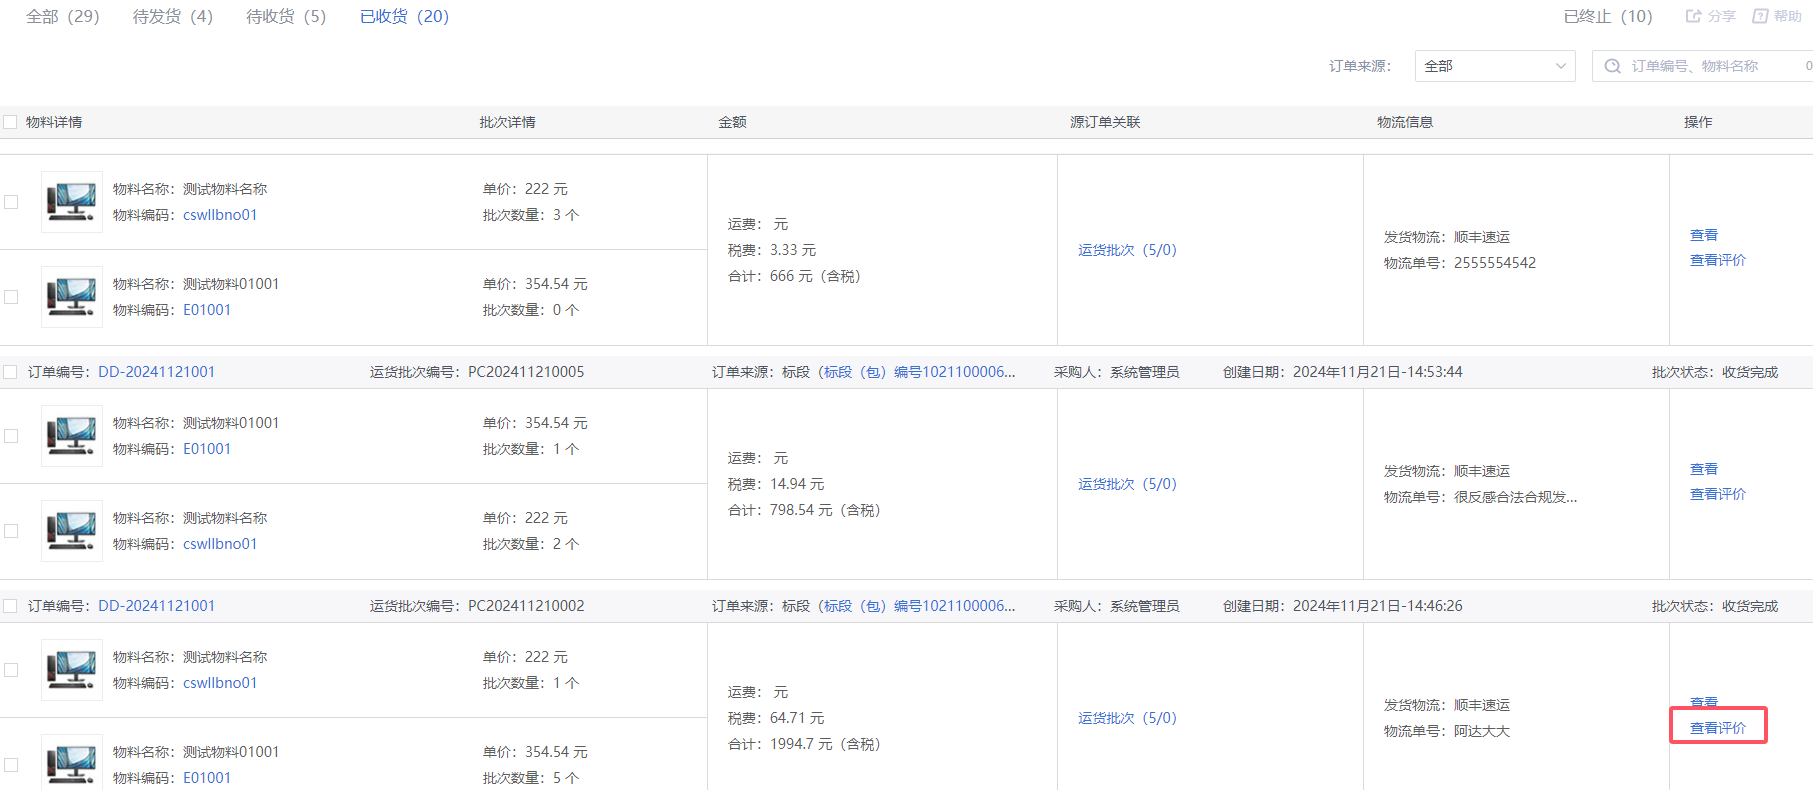 全部（29） 待发货（4） 待收货（5） 已收货（20） 已终止（10） 分享 帮助
订单来源： 全部 订单编号、物料名称 0
物料详情 批次详情 金额 源订单关联 物流信息 操作
物料名称：测试物料名称 单价：222 元
物料编码：cswllbno01 批次数量：3 个
运费： 元
税费：3.33 元
合计：666 元（含税）
运货批次（5/0）
发货物流：顺丰速运
物流单号：2555554542
查看
查看评价
物料名称：测试物料01001 单价：354.54 元
物料编码：E01001 批次数量：0 个
订单编号：DD-20241121001 运货批次编号：PC202411210005 订单来源：标段（标段（包）编号1021100006... 采购人：系统管理员 创建日期：2024年11月21日-14:53:44 批次状态：收货完成
物料名称：测试物料01001 单价：354.54 元
物料编码：E01001 批次数量：1 个
运费： 元
税费：14.94 元
合计：798.54 元（含税）
运货批次（5/0）
发货物流：顺丰速运
物流单号：很反感合法合规发...
查看
查看评价
物料名称：测试物料名称 单价：222 元
物料编码：cswllbno01 批次数量：2 个
订单编号：DD-20241121001 运货批次编号：PC202411210002 订单来源：标段（标段（包）编号1021100006... 采购人：系统管理员 创建日期：2024年11月21日-14:46:26 批次状态：收货完成
物料名称：测试物料名称 单价：222 元
物料编码：cswllbno01 批次数量：1 个
运费： 元
税费：64.71 元
合计：1994.7 元（含税）
运货批次（5/0）
发货物流：顺丰速运
物流单号：阿达大大
查看
查看评价
物料名称：测试物料01001 单价：354.54 元
物料编码：E01001 批次数量：5 个